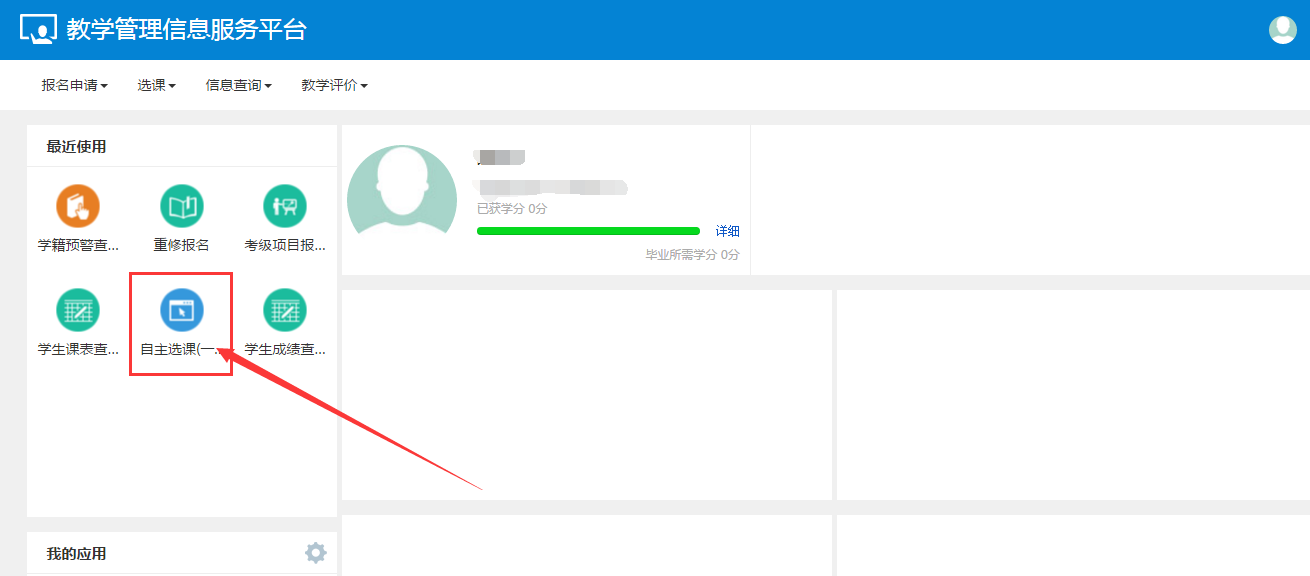 教学管理信息服务平台
报名申请 选课 信息查询 教学评价
最近使用
学籍预警查... 重修报名 考级项目报...
学生课表查... 自主选课(一... 学生成绩查...
已获学分 0分
详细
毕业所需学分 0分
我的应用